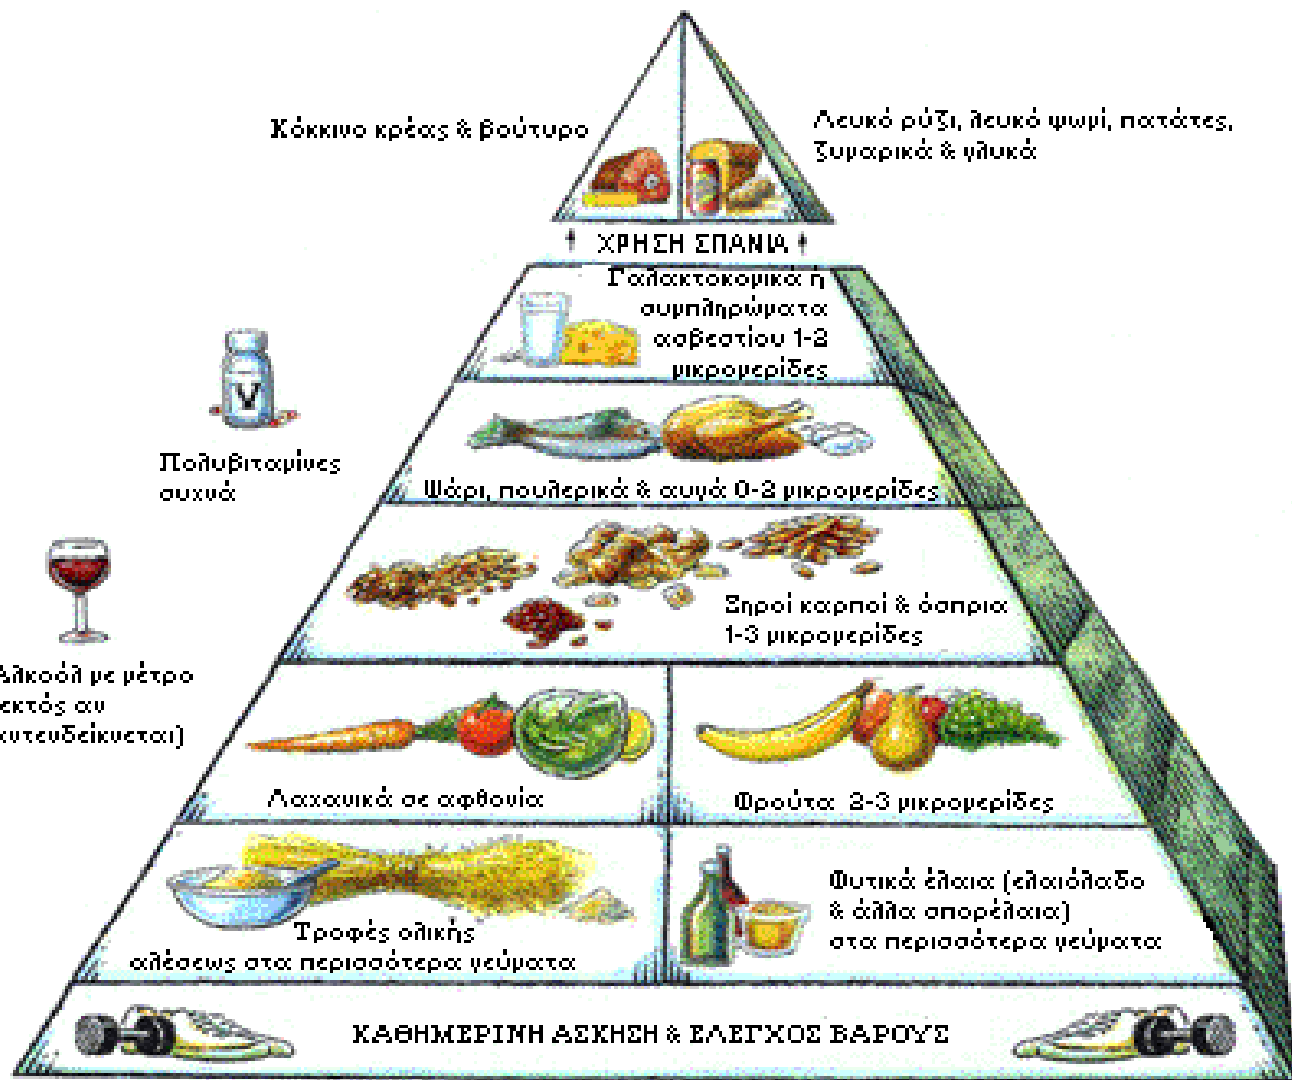 Κόκκινο κρέας & βούτυρο
Λευκό ρύζι, λευκό ψωμί, πατάτες,
ζυμαρικά & γλυκά
ΧΡΗΣΗ ΣΠΑΝΙΑ
Γαλακτοκομικά ή
συμπληρώματα
ασβεστίου 1-2
μικρομερίδες
V
Πολυβιταμίνες
συχνά
Ψάρι, πουλερικά & αυγά 0-2 μικρομερίδες
Ξηροί καρποί & όσπρια
1-3 μικρομερίδες
Αλκοόλ με μέτρο
εκτός αν
αντενδείκνυεται)
Λαχανικά σε αφθονία
Φρούτα 2-3 μικρομερίδες
Τροφές ολικής
αλέσεως στα περισσότερα γεύματα
Φυτικά έλαια (ελαιόλαδο
& άλλα σπορέλαια)
στα περισσότερα γεύματα
ΚΑΘΗΜΕΡΙΝΗ ΑΣΚΗΣΗ & ΕΛΕΓΧΟΣ ΒΑΡΟΥΣ